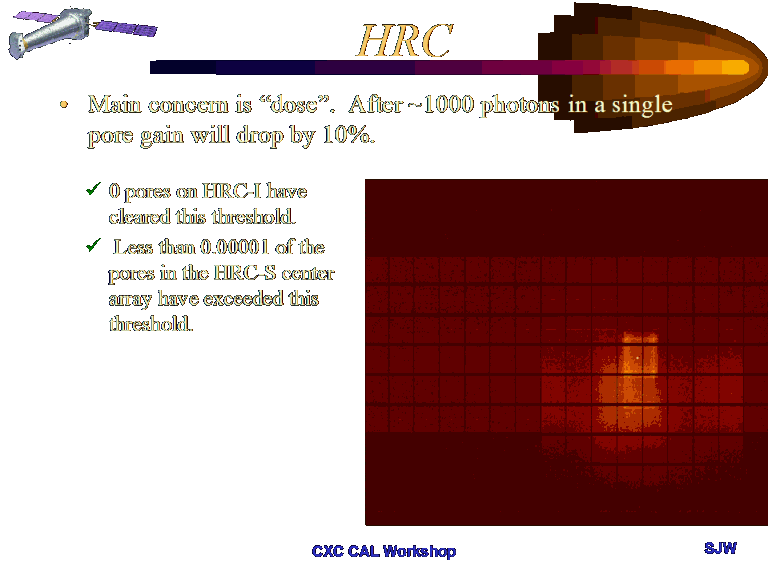 HRC
• Main concern is “dose”. After ~1000 photons in a single
pore gain will drop by 10%.
✓ 0 pores on HRC-I have
cleared this threshold.
✓ Less than 0.00001 of the
pores in the HRC-S center
array have exceeded this
threshold.
CXC CAL Workshop
SJW